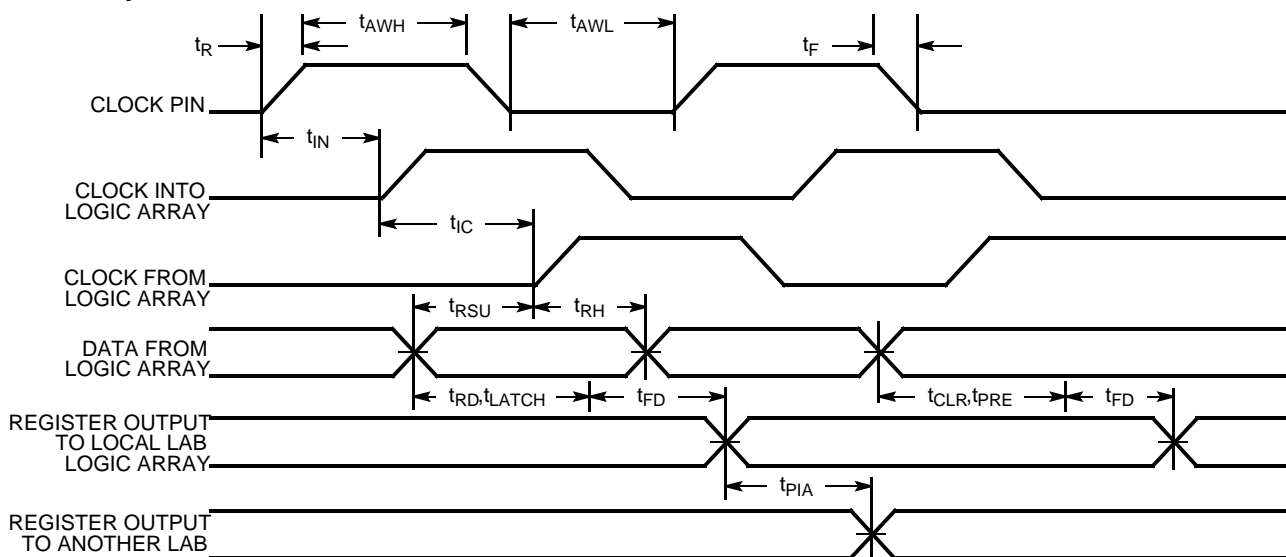 tAWH
tAWL
tR
tF
CLOCK PIN
tIN
CLOCK INTO
LOGIC ARRAY
tIC
CLOCK FROM
LOGIC ARRAY
tRSU
tRH
DATA FROM
LOGIC ARRAY
tRD,tLATCH
tFD
tCLR,tPRE
tFD
REGISTER OUTPUT
TO LOCAL LAB
LOGIC ARRAY
tPIA
REGISTER OUTPUT
TO ANOTHER LAB